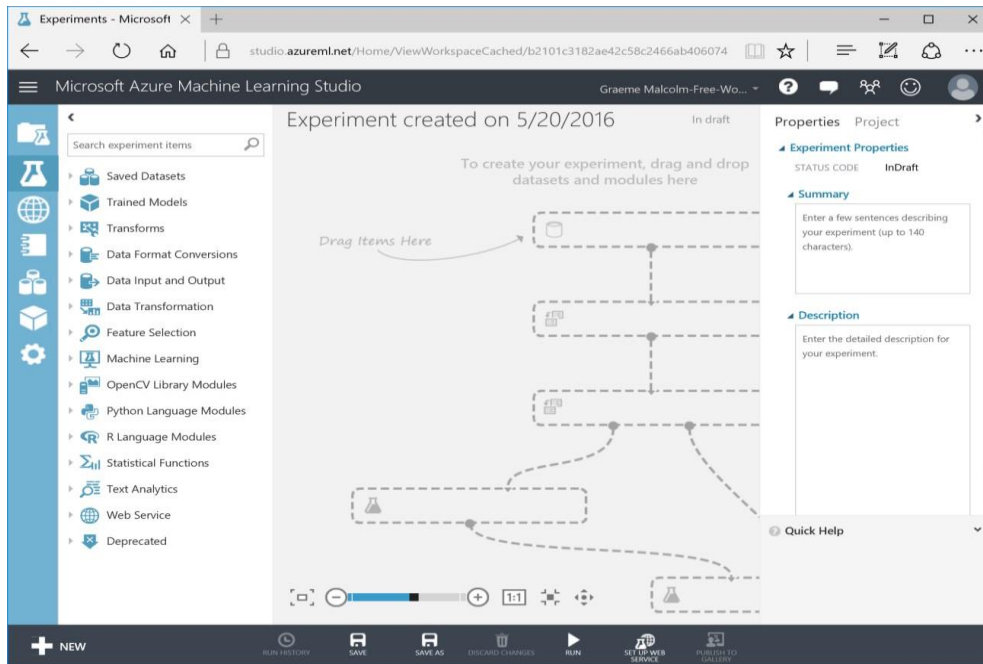 Experiments - Microsoft
studio.azureml.net/Home/ViewWorkspaceCached/b2101c3182ae42c58c2466ab406074
Microsoft Azure Machine Learning Studio
Graeme Malcolm-Free-Wo...
Search experiment items
Saved Datasets
Trained Models
Transforms
Data Format Conversions
Data Input and Output
Data Transformation
Feature Selection
Machine Learning
OpenCV Library Modules
Python Language Modules
R Language Modules
Statistical Functions
Text Analytics
Web Service
Deprecated
Experiment created on 5/20/2016
In draft
To create your experiment, drag and drop
datasets and modules here
Drag Items Here
1:1
Properties Project
Experiment Properties
STATUS CODE InDraft
Summary
Enter a few sentences describing
your experiment (up to 140
characters).
Description
Enter the detailed description for
your experiment.
Quick Help
NEW
RUN HISTORY
SAVE
SAVE AS
DISCARD CHANGES
RUN
SET UP WEB
SERVICE
PUBLISH TO
GALLERY